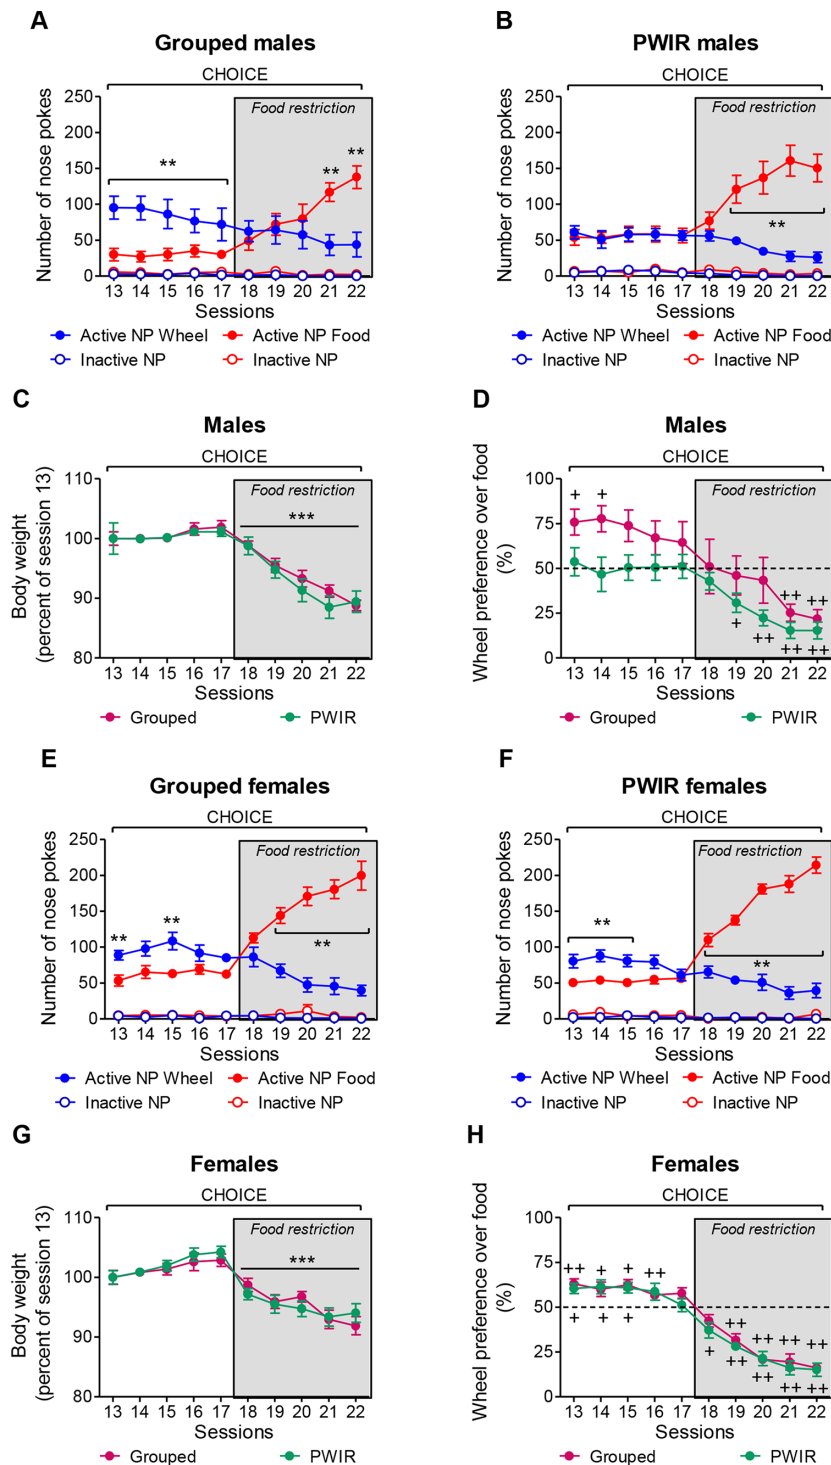 A
Grouped males
CHOICE
Number of nose pokes
250
200
150
100
50
0
Food restriction
**
**
**
13 14 15 16 17 18 19 20 21 22
Sessions
Active NP Wheel Active NP Food
Inactive NP Inactive NP
B
PWIR males
CHOICE
Number of nose pokes
250
200
150
100
50
0
Food restriction
**
13 14 15 16 17 18 19 20 21 22
Sessions
Active NP Wheel Active NP Food
Inactive NP Inactive NP
C
Males
CHOICE
Body weight
(percent of session 13)
110
100
90
80
Food restriction
***
13 14 15 16 17 18 19 20 21 22
Sessions
Grouped PWIR
D
Males
CHOICE
Wheel preference over food
(%)
100
75
50
25
0
Food restriction
+ +
++ ++
+ ++ ++ ++
13 14 15 16 17 18 19 20 21 22
Sessions
Grouped PWIR
E
Grouped females
CHOICE
Number of nose pokes
250
200
150
100
50
0
Food restriction
** **
**
13 14 15 16 17 18 19 20 21 22
Sessions
Active NP Wheel Active NP Food
Inactive NP Inactive NP
F
PWIR females
CHOICE
Number of nose pokes
250
200
150
100
50
0
Food restriction
**
**
13 14 15 16 17 18 19 20 21 22
Sessions
Active NP Wheel Active NP Food
Inactive NP Inactive NP
G
Females
CHOICE
Body weight
(percent of session 13)
110
100
90
80
Food restriction
***
13 14 15 16 17 18 19 20 21 22
Sessions
Grouped PWIR
H
Females
CHOICE
Wheel preference over food
(%)
100
75
50
25
0
Food restriction
++ + + ++
++ ++ ++ ++
+ + + + ++ ++ ++ ++
13 14 15 16 17 18 19 20 21 22
Sessions
Grouped PWIR